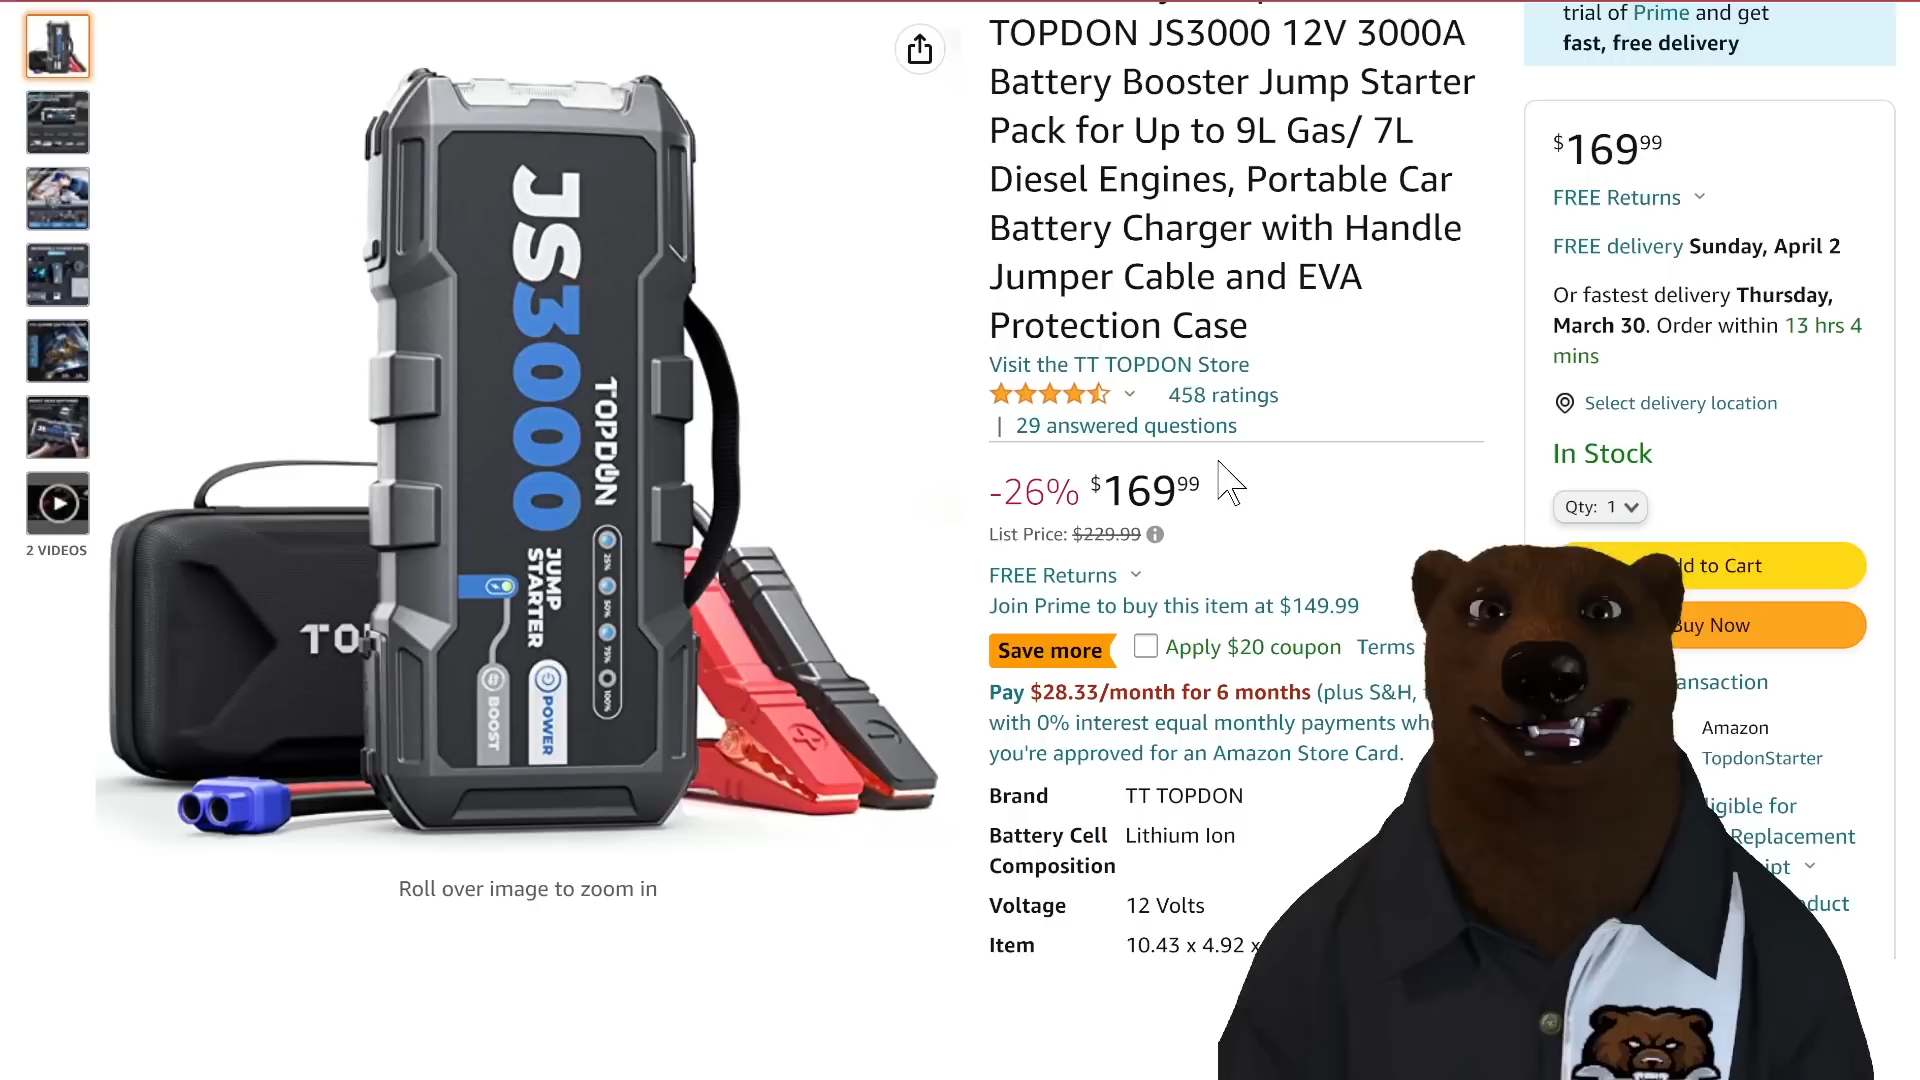 TOPDON JS3000 12V 3000A
Battery Booster Jump Starter
Pack for Up to 9L Gas/ 7L
Diesel Engines, Portable Car
Battery Charger with Handle
Jumper Cable and EVA
Protection Case
Visit the TT TOPDON Store
458 ratings
| 29 answered questions
-26% $169 99
List Price: $229.99
FREE Returns
Join Prime to buy this item at $149.99
Save more Apply $20 coupon Terms
Pay $28.33/month for 6 months (plus S&H,
with 0% interest equal monthly payments
you're approved for an Amazon Store Card.
Brand TT TOPDON
Battery Cell Lithium Ion
Composition
Voltage 12 Volts
Item 10.43 x 4.92 x
trial of Prime and get
fast, free delivery
$169 99
FREE Returns
FREE delivery Sunday, April 2
Or fastest delivery Thursday,
March 30. Order within 13 hrs 4
mins
Select delivery location
In Stock
Qty: 1
to Cart
Buy Now
Amazon
TopdonStarter
for
Replacement
2 VIDEOS
JS3000
TOPDON
JUMP
STARTER
25%
50%
75%
100%
BOOST
POWER
Roll over image to zoom in